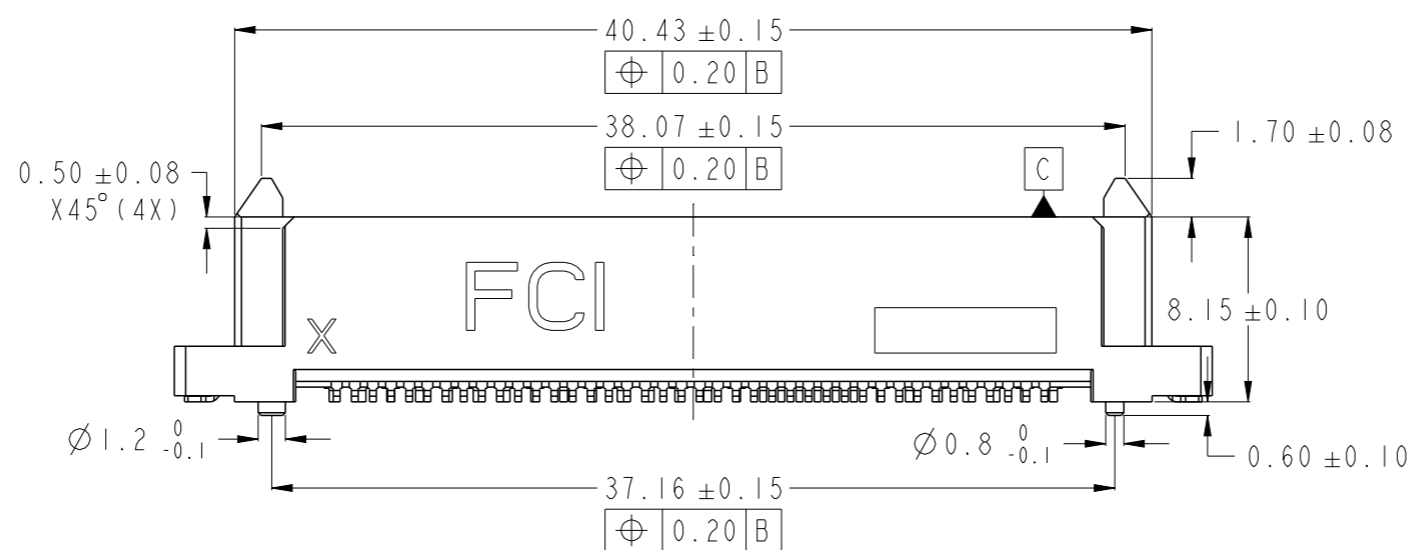 40.43 ±0.15
⌖ 0.20 B
38.07 ±0.15
⌖ 0.20 B
1.70 ±0.08
0.50 ±0.08
X45° (4X)
C
FCI
X
8.15 ±0.10
Ø1.2 0 -0.1
Ø0.8 0 -0.1
0.60 ±0.10
37.16 ±0.15
⌖ 0.20 B